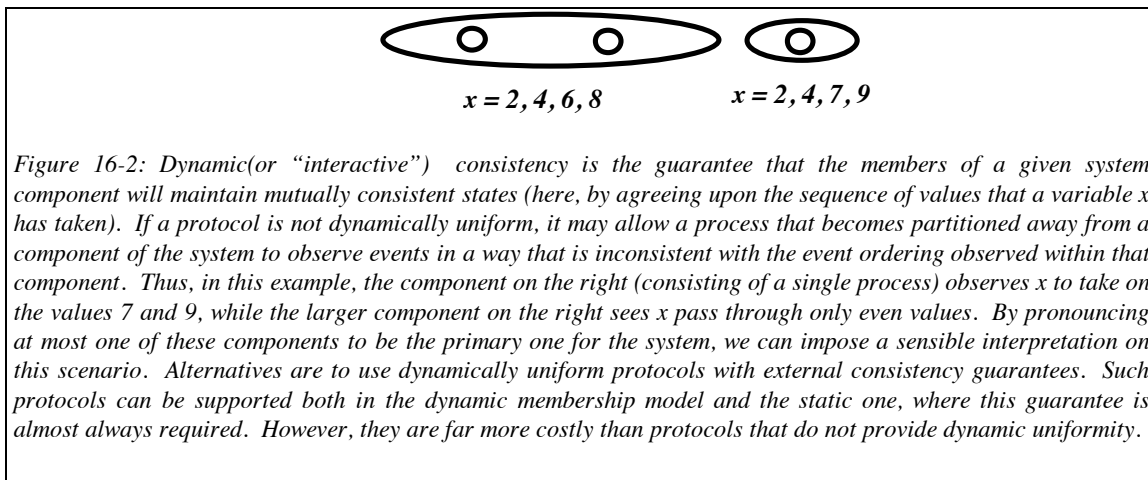 x = 2, 4, 6, 8
x = 2, 4, 7, 9
Figure 16-2: Dynamic(or “interactive”) consistency is the guarantee that the members of a given system
component will maintain mutually consistent states (here, by agreeing upon the sequence of values that a variable x
has taken). If a protocol is not dynamically uniform, it may allow a process that becomes partitioned away from a
component of the system to observe events in a way that is inconsistent with the event ordering observed within that
component. Thus, in this example, the component on the right (consisting of a single process) observes x to take on
the values 7 and 9, while the larger component on the right sees x pass through only even values. By pronouncing
at most one of these components to be the primary one for the system, we can impose a sensible interpretation on
this scenario. Alternatives are to use dynamically uniform protocols with external consistency guarantees. Such
protocols can be supported both in the dynamic membership model and the static one, where this guarantee is
almost always required. However, they are far more costly than protocols that do not provide dynamic uniformity.